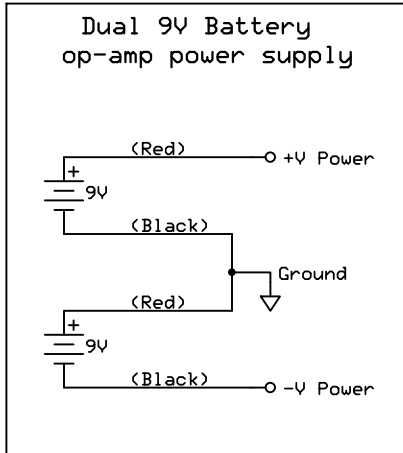 Dual 9V Battery
op-amp power supply
(Red)
+V Power
+
9V
(Black)
Ground
(Red)
+
9V
(Black)
-V Power